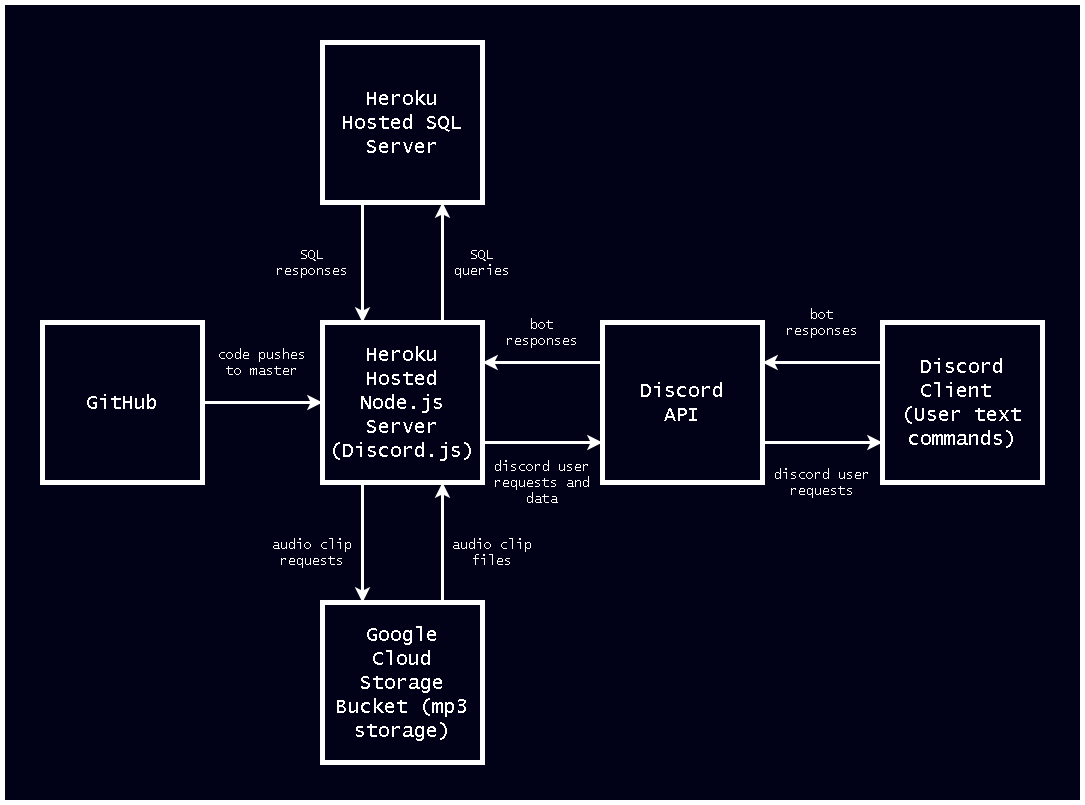 Heroku
Hosted SQL
Server
SQL
responses
SQL
queries
GitHub
code pushes
to master
Heroku
Hosted
Node.js
Server
(Discord.js)
bot
responses
discord user
requests and
data
Discord
API
bot
responses
discord user
requests
Discord
Client
(User text
commands)
audio clip
requests
audio clip
files
Google
Cloud
Storage
Bucket (mp3
storage)